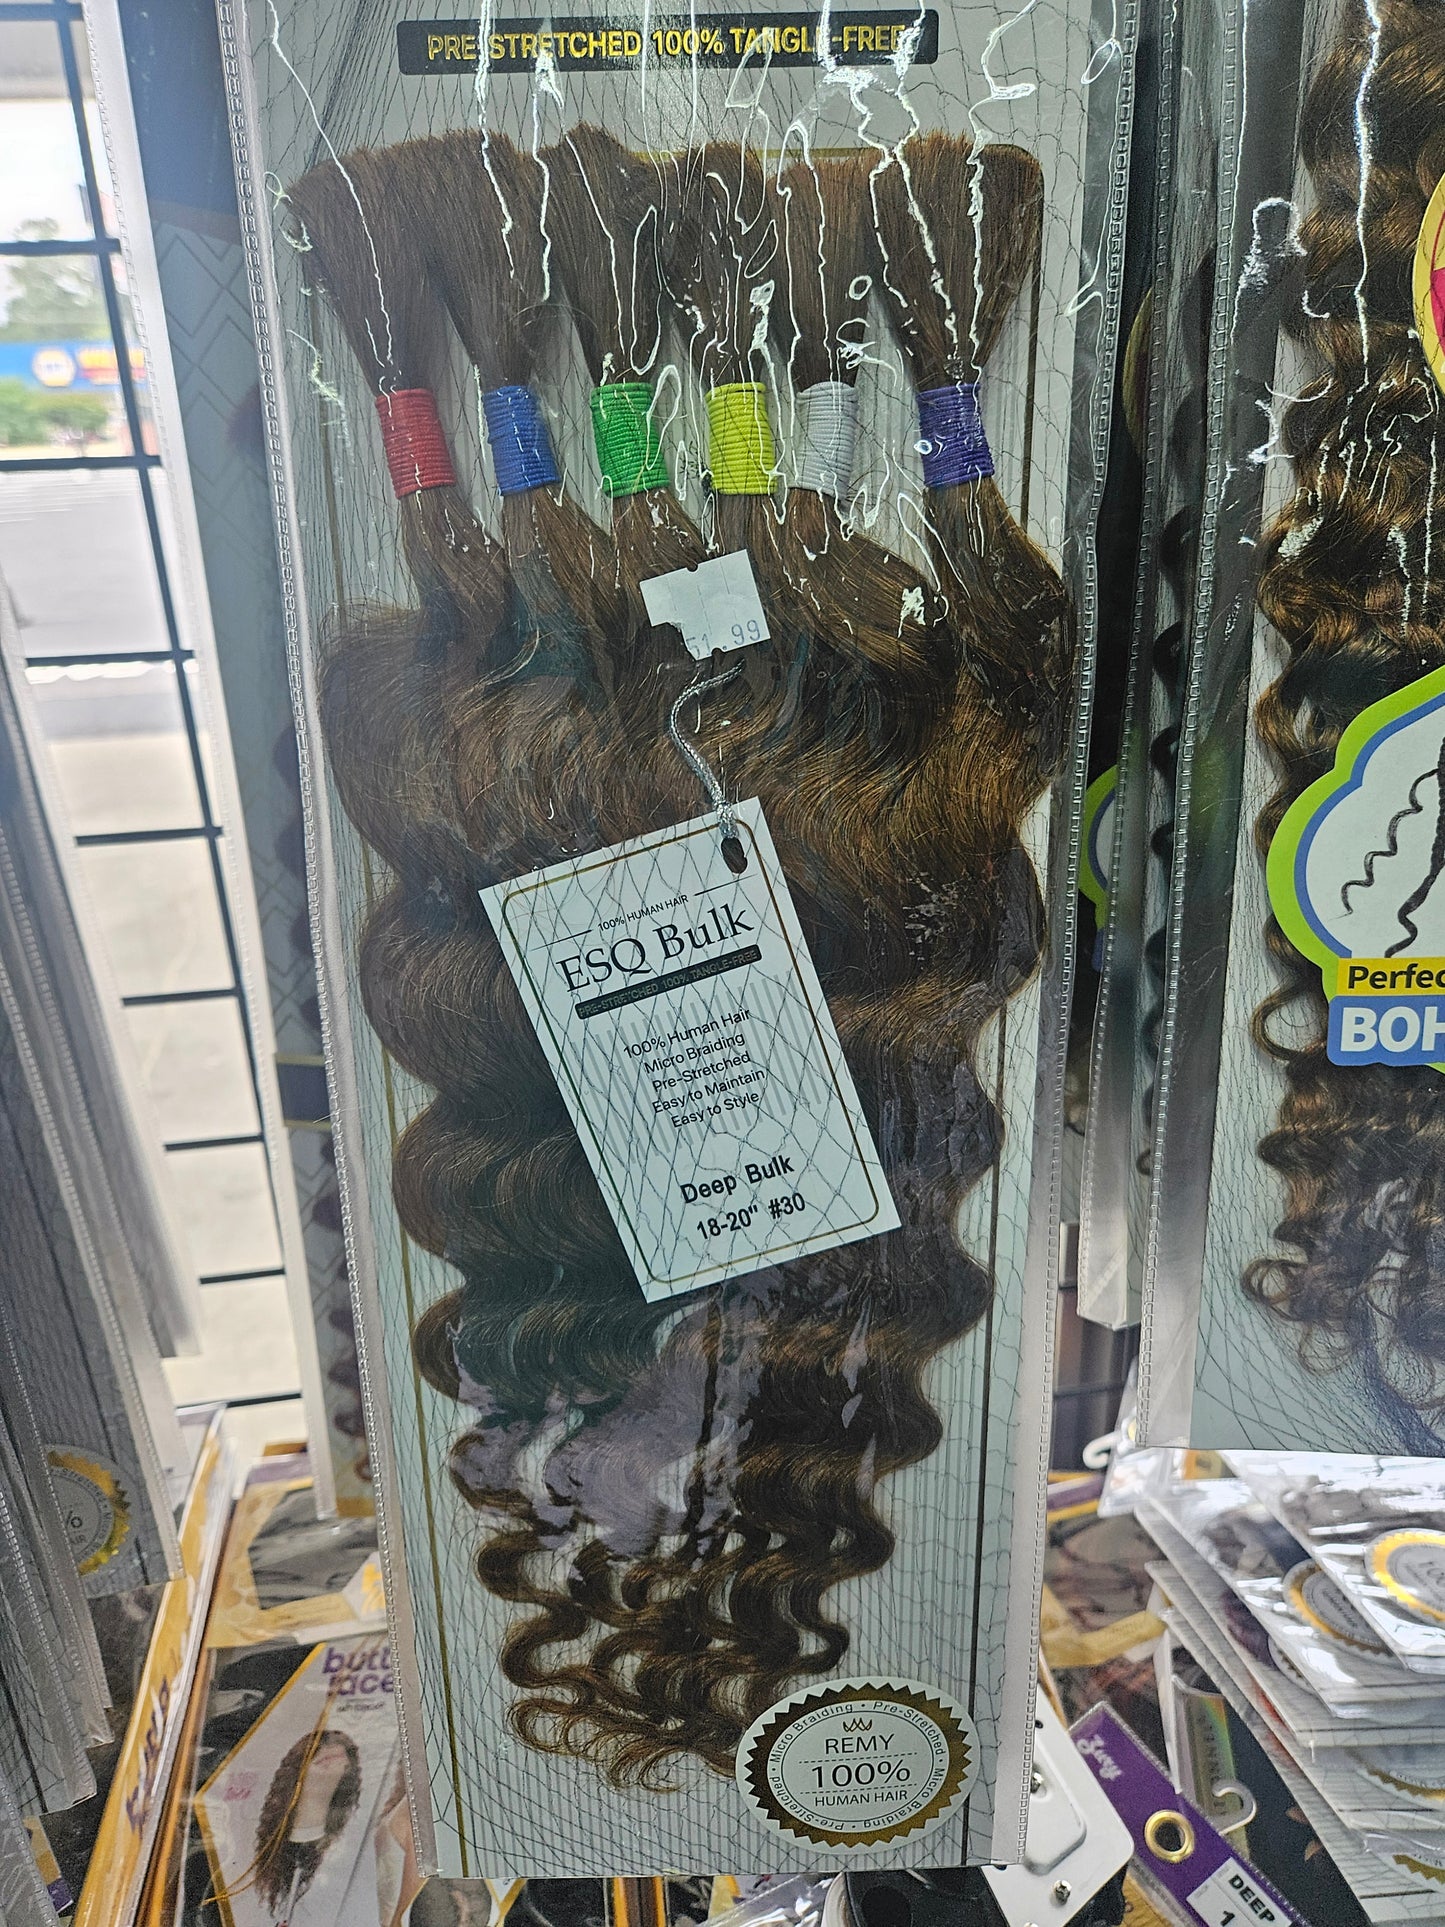 PRE-STRETCHED 100% TANGLE-FREE
51.99
100% HUMAN HAIR
ESQ Bulk
PRE-STRETCHED 100% TANGLE-FREE
100% Human Hair
Micro Braiding
Pre-Stretched
Easy to Maintain
Easy to Style
Deep Bulk
18-20" #30
Perfec
BOH
Micro Braiding • Pre-Stretched • Micro Braiding • Pre-Stretched •
REMY
100%
HUMAN HAIR
DEEP
1